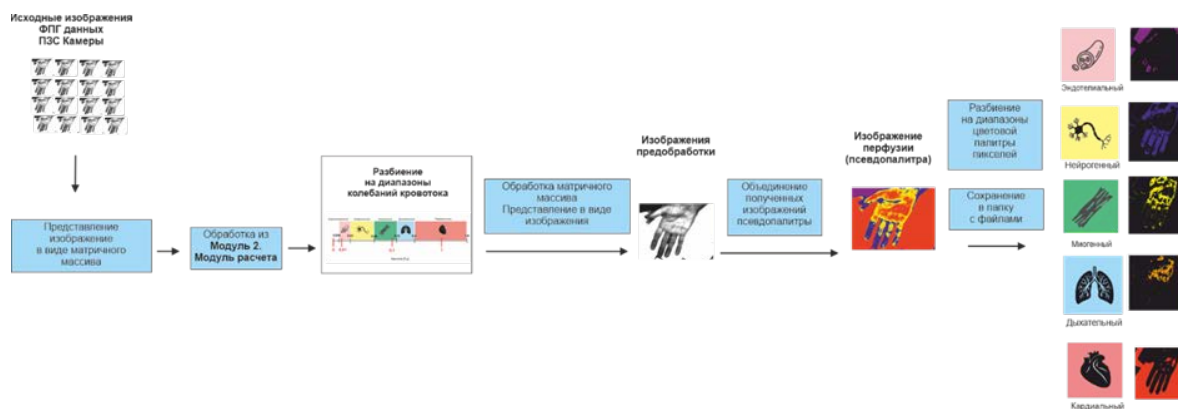 Исходные изображения
ФПГ данных
ПЗС Камеры
Представление
изображение
в виде матричного
массива
Обработка из
Модуль 2.
Модуль расчета
Разбиение
на диапазоны
колебаний кровотока
Обработка матричного
массива
Представление в виде
изображения
Изображения
предобработки
Объединение
полученных
изображений
псевдопалитры
Изображение
перфузии
(псевдопалитра)
Разбиение
на диапазоны
цветовой
палитры
пикселей
Сохранение
в папку
с файлами
Эндотелиальный
Нейрогенный
Миогенный
Дыхательный
Кардиальный